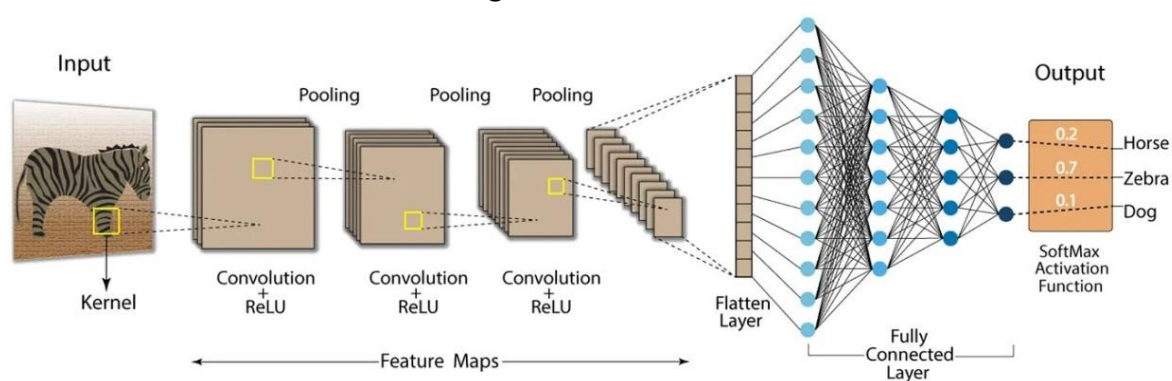 Input
Pooling
Pooling
Pooling
Output
0.2
Horse
0.7
Zebra
0.1
Dog
SoftMax
Activation
Function
Kernel
Convolution
+
ReLU
Convolution
+
ReLU
Convolution
+
ReLU
Flatten
Layer
Fully
Connected
Layer
Feature Maps